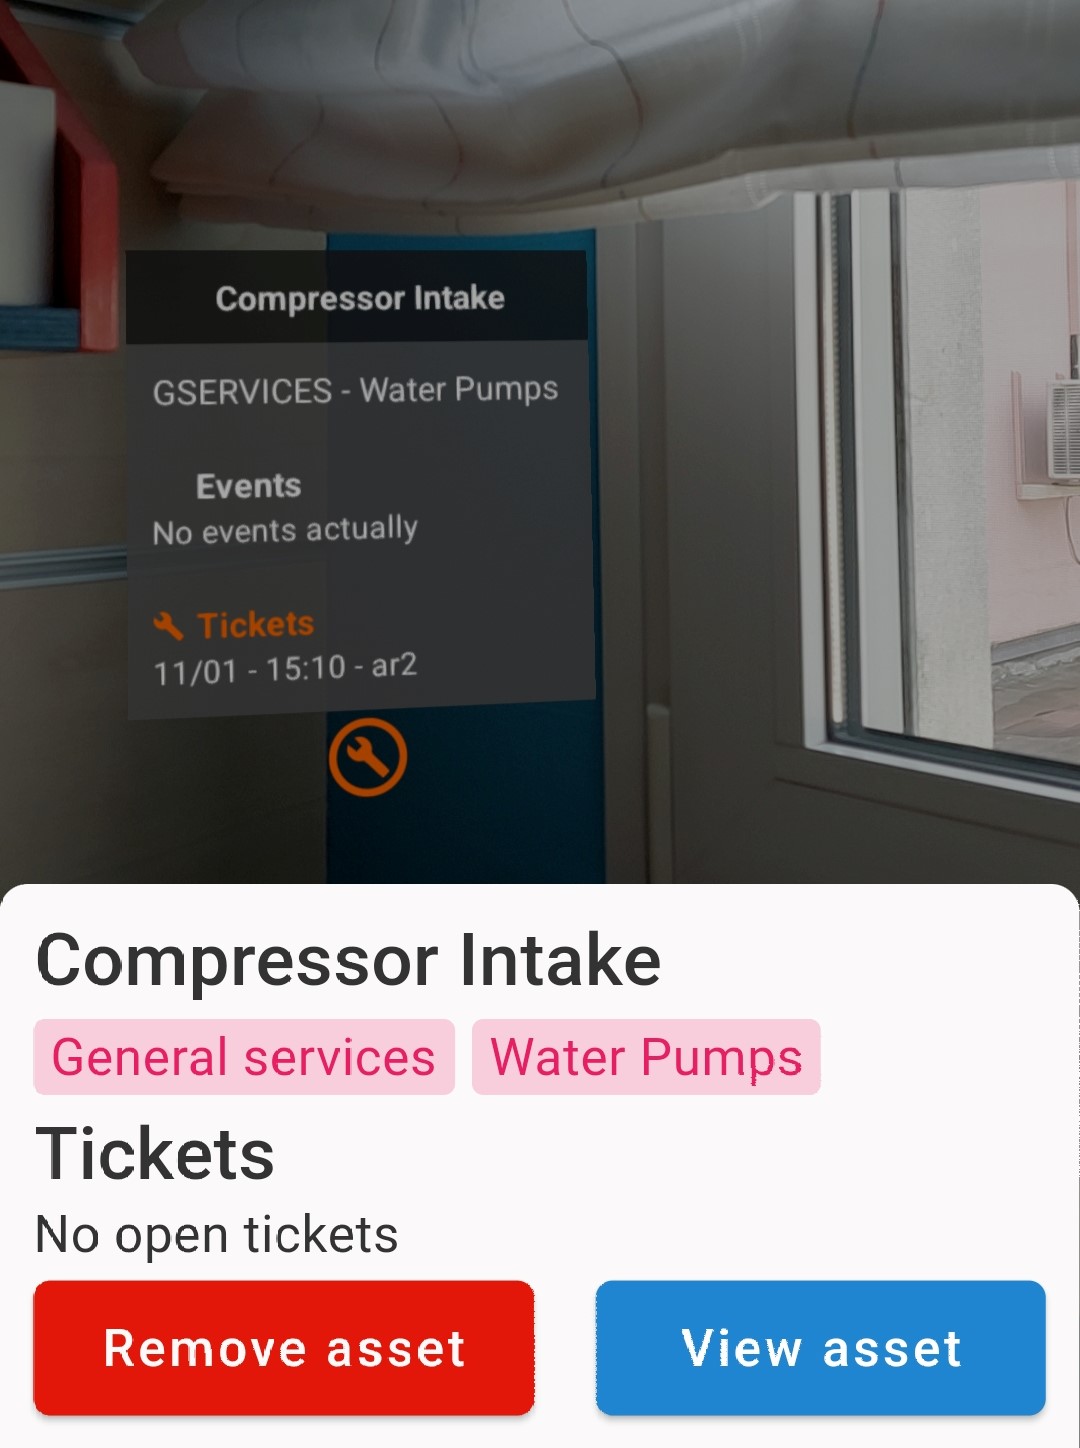 Compressor Intake
GSERVICES - Water Pumps
Events
No events actually
Tickets
11/01 - 15:10 - ar2
Compressor Intake
General services
Water Pumps
Tickets
No open tickets
Remove asset
View asset